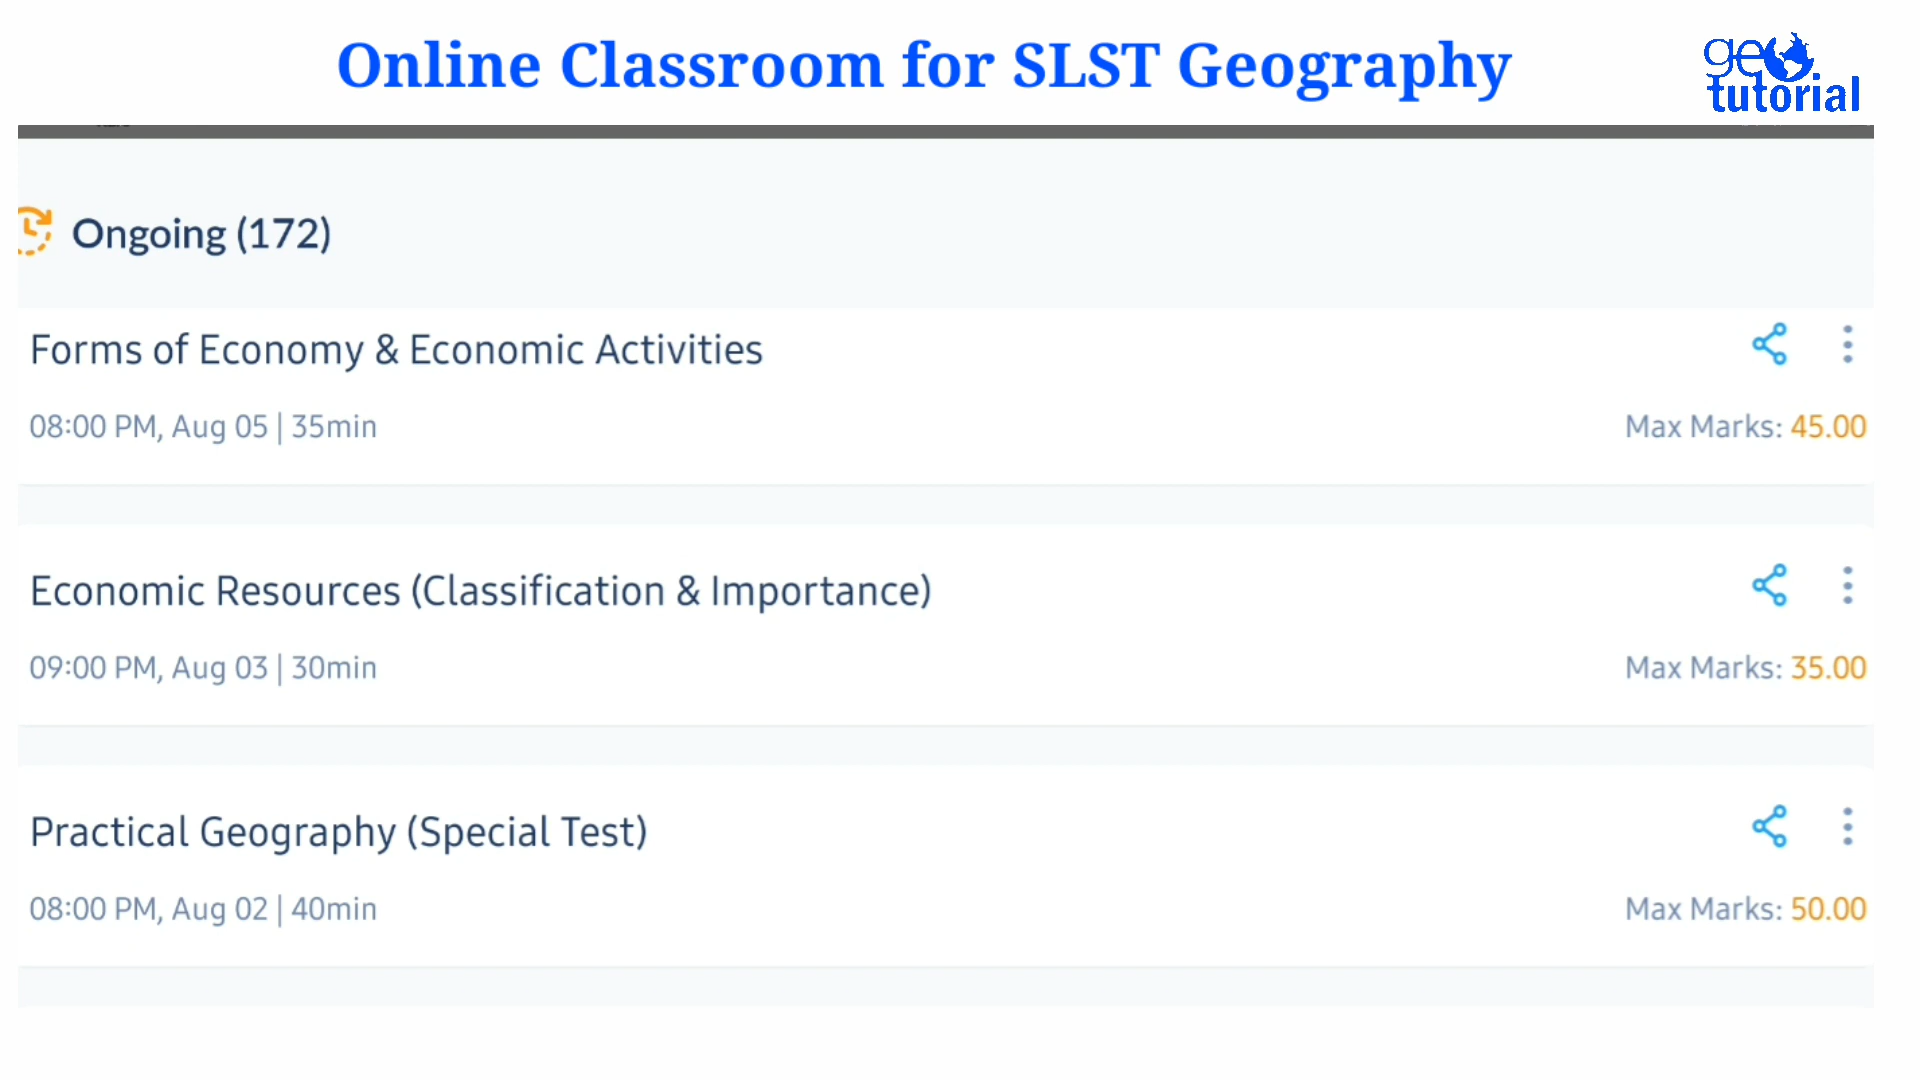 Online Classroom for SLST Geography
geo
tutorial
Ongoing (172)
Forms of Economy & Economic Activities
08:00 PM, Aug 05 | 35min
Max Marks: 45.00
Economic Resources (Classification & Importance)
09:00 PM, Aug 03 | 30min
Max Marks: 35.00
Practical Geography (Special Test)
08:00 PM, Aug 02 | 40min
Max Marks: 50.00